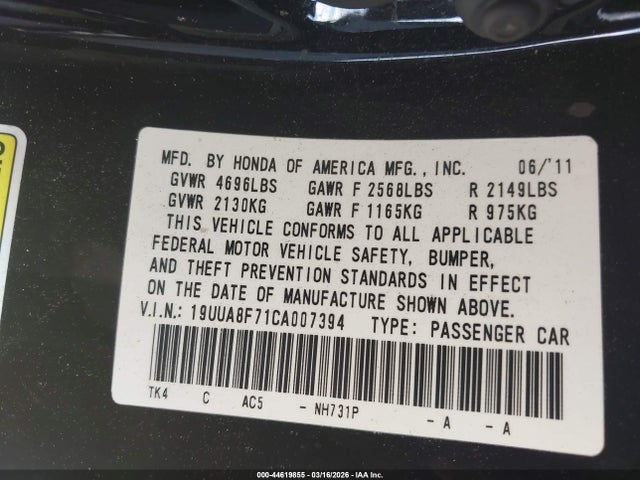 MFD. BY HONDA OF AMERICA MFG., INC. 06/'11
GVWR 4696LBS GAWR F 2568LBS R 2149LBS
GVWR 2130KG GAWR F 1165KG R 975KG
THIS VEHICLE CONFORMS TO ALL APPLICABLE
FEDERAL MOTOR VEHICLE SAFETY, BUMPER,
AND THEFT PREVENTION STANDARDS IN EFFECT
ON THE DATE OF MANUFACTURE SHOWN ABOVE.
V.I.N.: 19UUA8F71CA007394 TYPE: PASSENGER CAR
TK4 C AC5 - NH731P - A - A
000-44619855 - 03/16/2026 - IAA Inc.